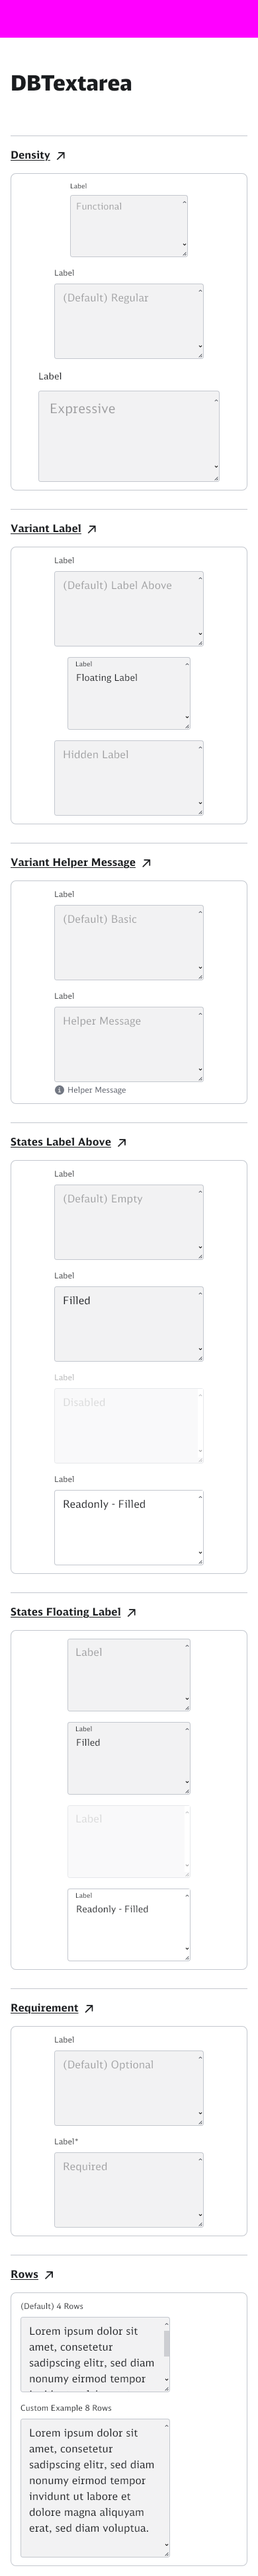 DBTextarea
Density
Label
Functional
Label
(Default) Regular
Label
Expressive
Variant Label
Label
(Default) Label Above
Label
Floating Label
Hidden Label
Variant Helper Message
Label
(Default) Basic
Label
Helper Message
Helper Message
States Label Above
Label
(Default) Empty
Label
Filled
Label
Disabled
Label
Readonly - Filled
States Floating Label
Label
Label
Filled
Label
Label
Readonly - Filled
Requirement
Label
(Default) Optional
Label*
Required
Rows
(Default) 4 Rows
Lorem ipsum dolor sit
amet, consetetur
sadipscing elitr, sed diam
nonumy eirmod tempor
Custom Example 8 Rows
Lorem ipsum dolor sit
amet, consetetur
sadipscing elitr, sed diam
nonumy eirmod tempor
invidunt ut labore et
dolore magna aliquyam
erat, sed diam voluptua.